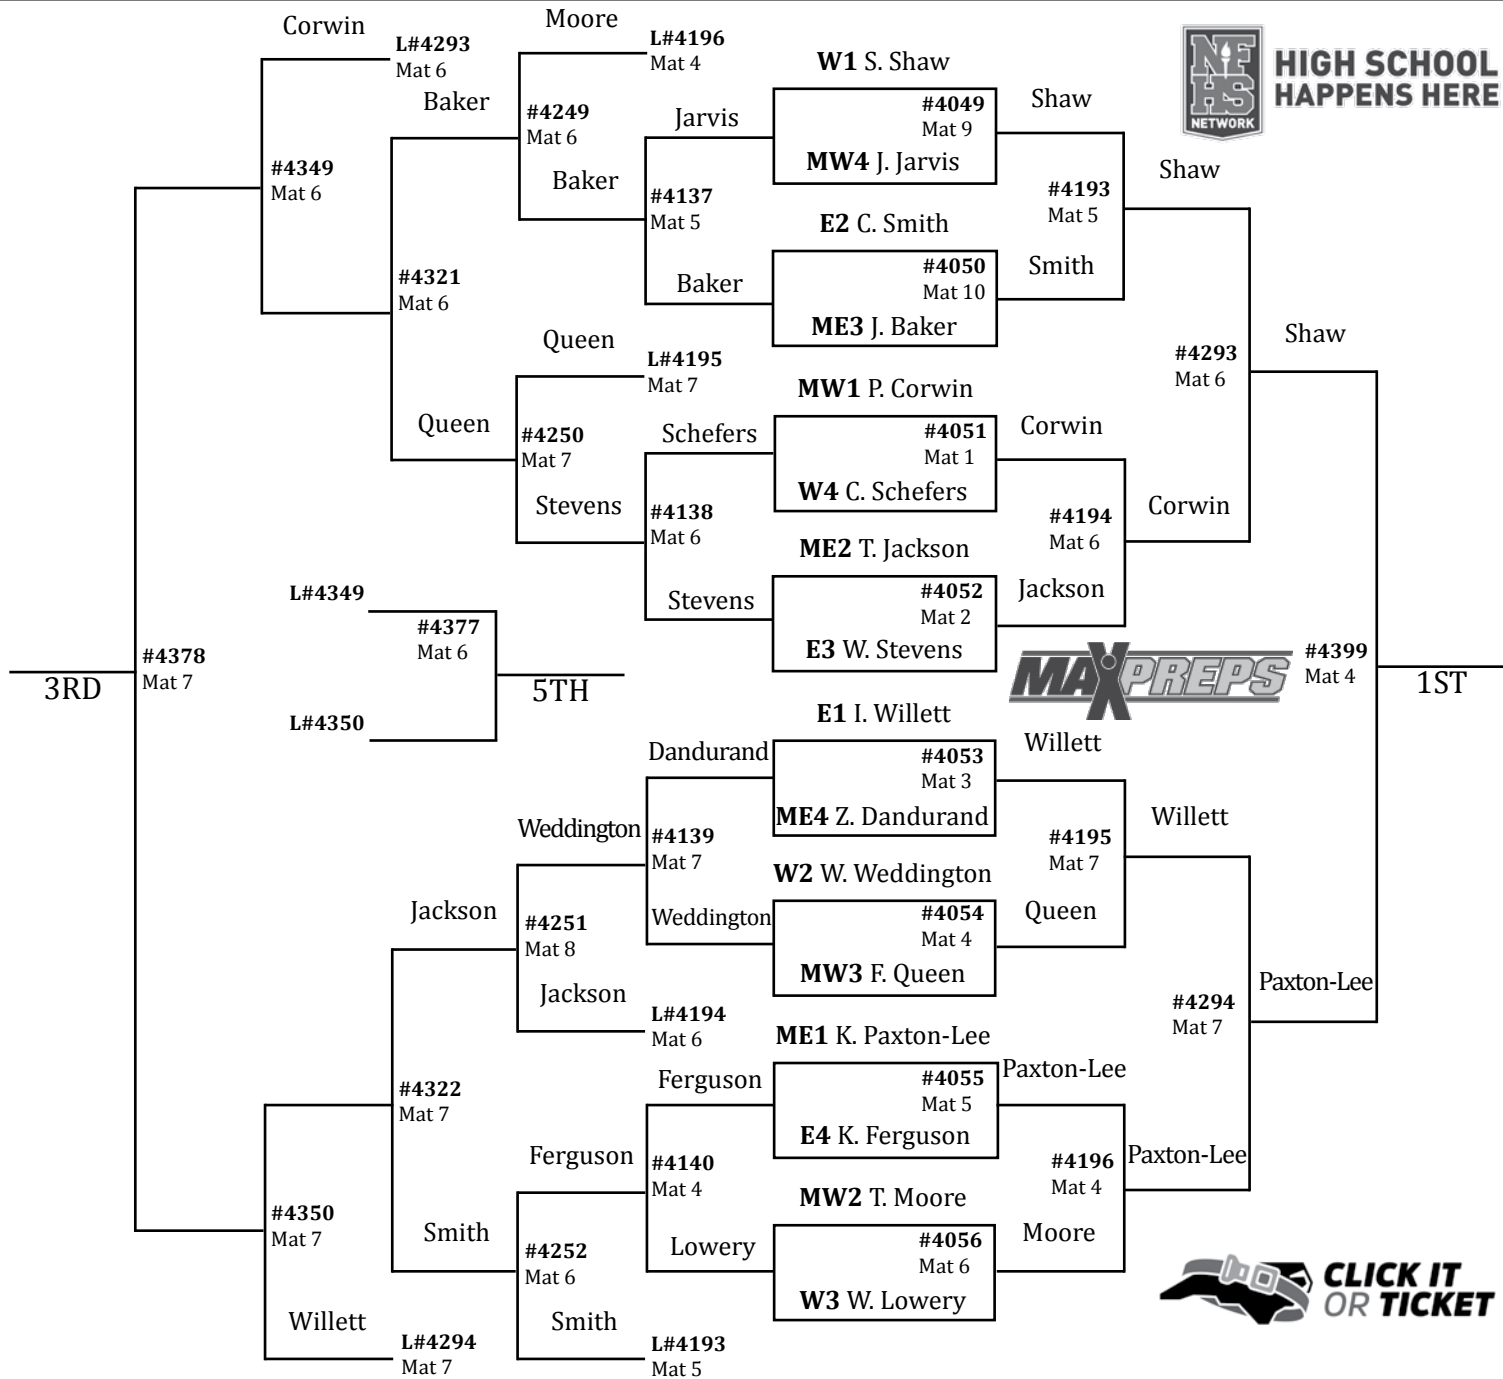 Corwin
L#4293
Mat 6
#4349
Mat 6
Baker
#4321
Mat 6
Queen
Moore
L#4196
Mat 4
#4249
Mat 6
Baker
Queen
L#4195
Mat 7
#4250
Mat 7
Stevens
Jarvis
#4137
Mat 5
Baker
Schefers
#4138
Mat 6
Stevens
W1 S. Shaw
#4049
Mat 9
MW4 J. Jarvis
E2 C. Smith
#4050
Mat 10
ME3 J. Baker
MW1 P. Corwin
#4051
Mat 1
W4 C. Schefers
ME2 T. Jackson
#4052
Mat 2
E3 W. Stevens
Shaw
#4193
Mat 5
Smith
Corwin
#4194
Mat 6
Jackson
Shaw
#4293
Mat 6
Corwin
Shaw
NF
HS
NETWORK
HIGH SCHOOL
HAPPENS HERE
L#4349
#4377
Mat 6
L#4350
5TH
#4378
Mat 7
3RD
MAXPREPS
#4399
Mat 4
1ST
Dandurand
#4139
Mat 7
Weddington
Weddington
#4251
Mat 8
Jackson
L#4194
Mat 6
Jackson
#4322
Mat 7
Smith
Ferguson
#4140
Mat 4
Lowery
Ferguson
#4252
Mat 6
Smith
L#4193
Mat 5
#4350
Mat 7
Willett
L#4294
Mat 7
E1 I. Willett
#4053
Mat 3
ME4 Z. Dandurand
W2 W. Weddington
#4054
Mat 4
MW3 F. Queen
ME1 K. Paxton-Lee
#4055
Mat 5
E4 K. Ferguson
MW2 T. Moore
#4056
Mat 6
W3 W. Lowery
Willett
#4195
Mat 7
Queen
Paxton-Lee
#4196
Mat 4
Moore
Willett
#4294
Mat 7
Paxton-Lee
Paxton-Lee
CLICK IT
OR TICKET